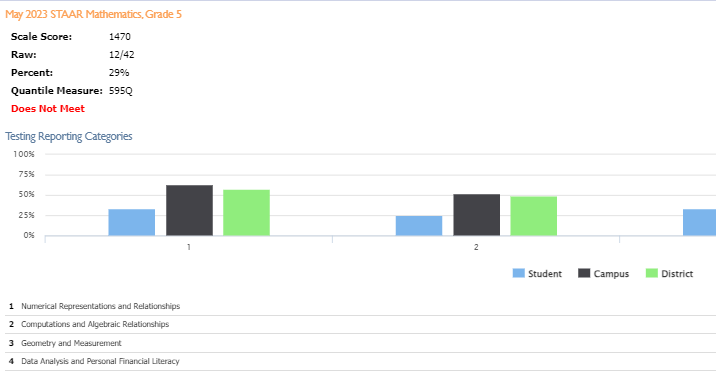 May 2023 STAAR Mathematics, Grade 5
Scale Score: 1470
Raw: 12/42
Percent: 29%
Quantile Measure: 595Q
Does Not Meet
Testing Reporting Categories
100%
75%
50%
25%
0%
1 2
Student Campus District
1 Numerical Representations and Relationships
2 Computations and Algebraic Relationships
3 Geometry and Measurement
4 Data Analysis and Personal Financial Literacy